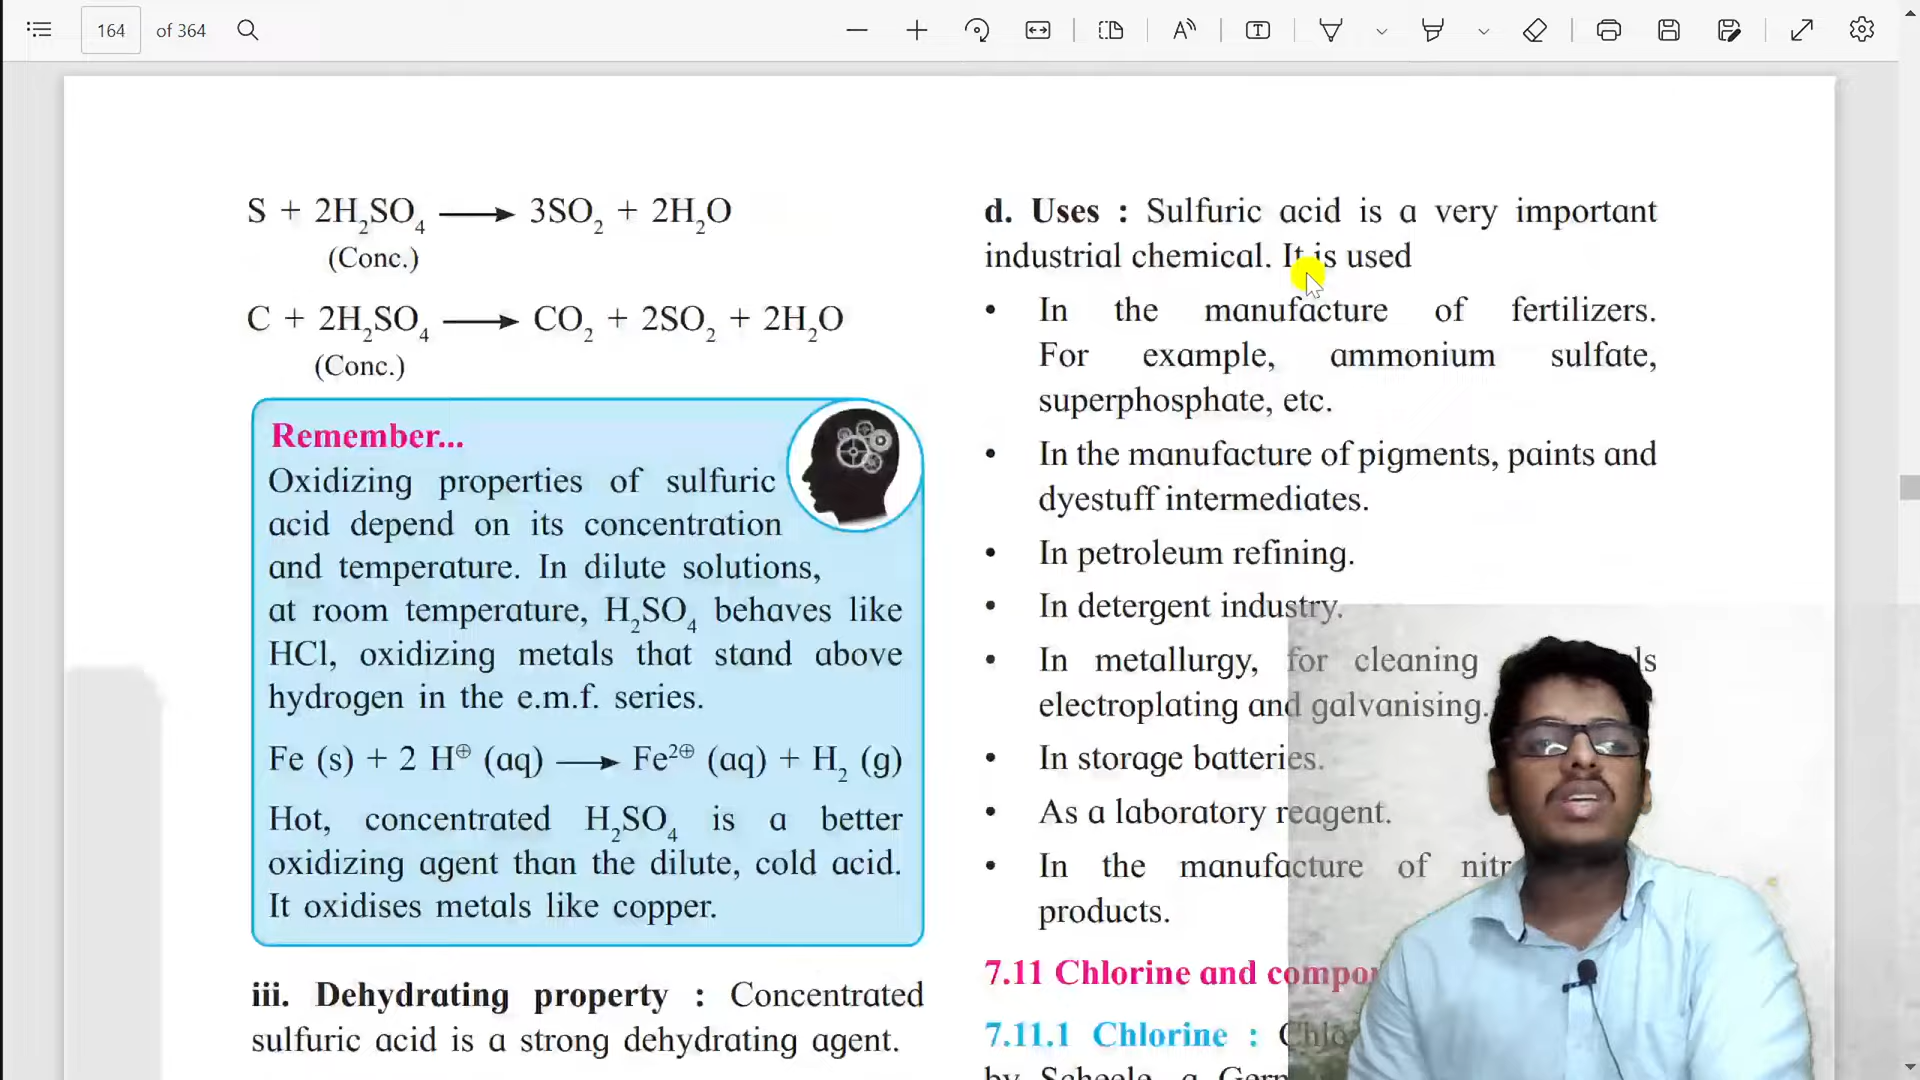 164 of 364
S + 2H₂SO₄ ⟶ 3SO₂ + 2H₂O
(Conc.)
C + 2H₂SO₄ ⟶ CO₂ + 2SO₂ + 2H₂O
(Conc.)
Remember...
Oxidizing properties of sulfuric
acid depend on its concentration
and temperature. In dilute solutions,
at room temperature, H₂SO₄ behaves like
HCl, oxidizing metals that stand above
hydrogen in the e.m.f. series.
Fe (s) + 2 H⊕ (aq) ⟶ Fe²⊕ (aq) + H₂ (g)
Hot, concentrated H₂SO₄ is a better
oxidizing agent than the dilute, cold acid.
It oxidises metals like copper.
iii. Dehydrating property : Concentrated
sulfuric acid is a strong dehydrating agent.
d. Uses : Sulfuric acid is a very important
industrial chemical. It is used
• In the manufacture of fertilizers.
For example, ammonium sulfate,
superphosphate, etc.
• In the manufacture of pigments, paints and
dyestuff intermediates.
• In petroleum refining.
• In detergent industry.
• In metallurgy, for cleaning
electroplating and galvanising.
• In storage batteries.
• As a laboratory reagent.
• In the manufacture of
products.
7.11 Chlorine and
7.11.1 Chlorine :
by Scheele, a